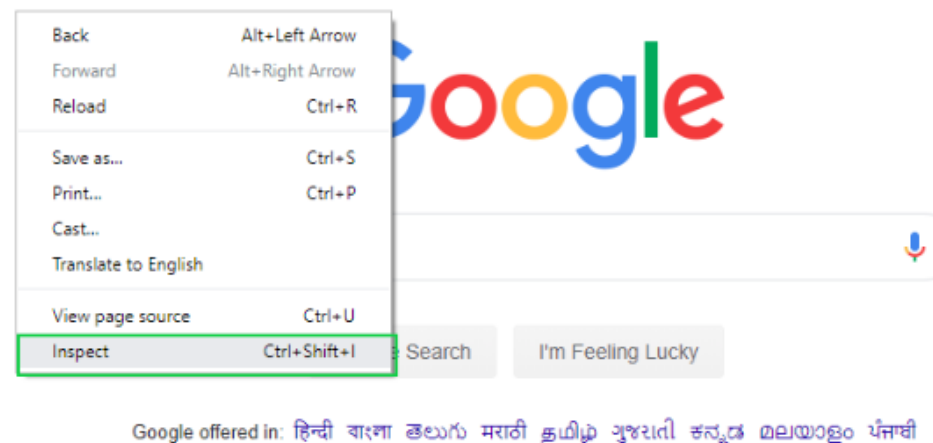 Back Alt+Left Arrow
Forward Alt+Right Arrow
Reload Ctrl+R
Save as... Ctrl+S
Print... Ctrl+P
Cast...
Translate to English
View page source Ctrl+U
Inspect Ctrl+Shift+I
Google
Search I'm Feeling Lucky
Google offered in: हिन्दी বাংলা తెలుగు मराठी தமிழ் ગુજરાતી ಕನ್ನಡ മലയാളം ਪੰਜਾਬੀ